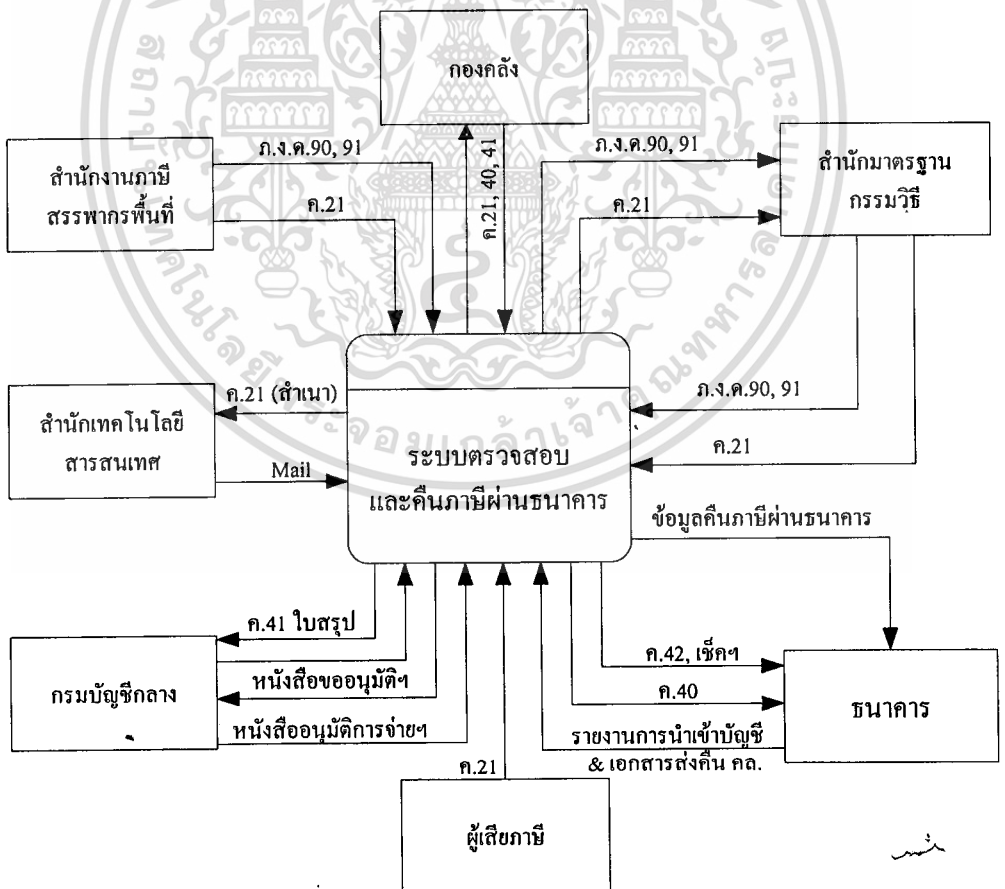 กองคลัง
สำนักงานภาษี
สรรพากรพื้นที่
ภ.ง.ด.90, 91
ค.21
ค.21, 40, 41
ภ.ง.ด.90, 91
ค.21
สำนักมาตรฐาน
กรรมวิธี
สำนักเทคโนโลยี
สารสนเทศ
ค.21 (สำเนา)
Mail
ระบบตรวจสอบ
และคืนภาษีผ่านธนาคาร
ภ.ง.ด.90, 91
ค.21
ข้อมูลคืนภาษีผ่านธนาคาร
กรมบัญชีกลาง
ค.41 ใบสรุป
หนังสือขออนุมัติฯ
หนังสืออนุมัติการจ่ายฯ
ค.42, เช็คฯ
ค.40
รายงานการนำเข้าบัญชี
& เอกสารส่งคืน คล.
ธนาคาร
ค.21
ผู้เสียภาษี